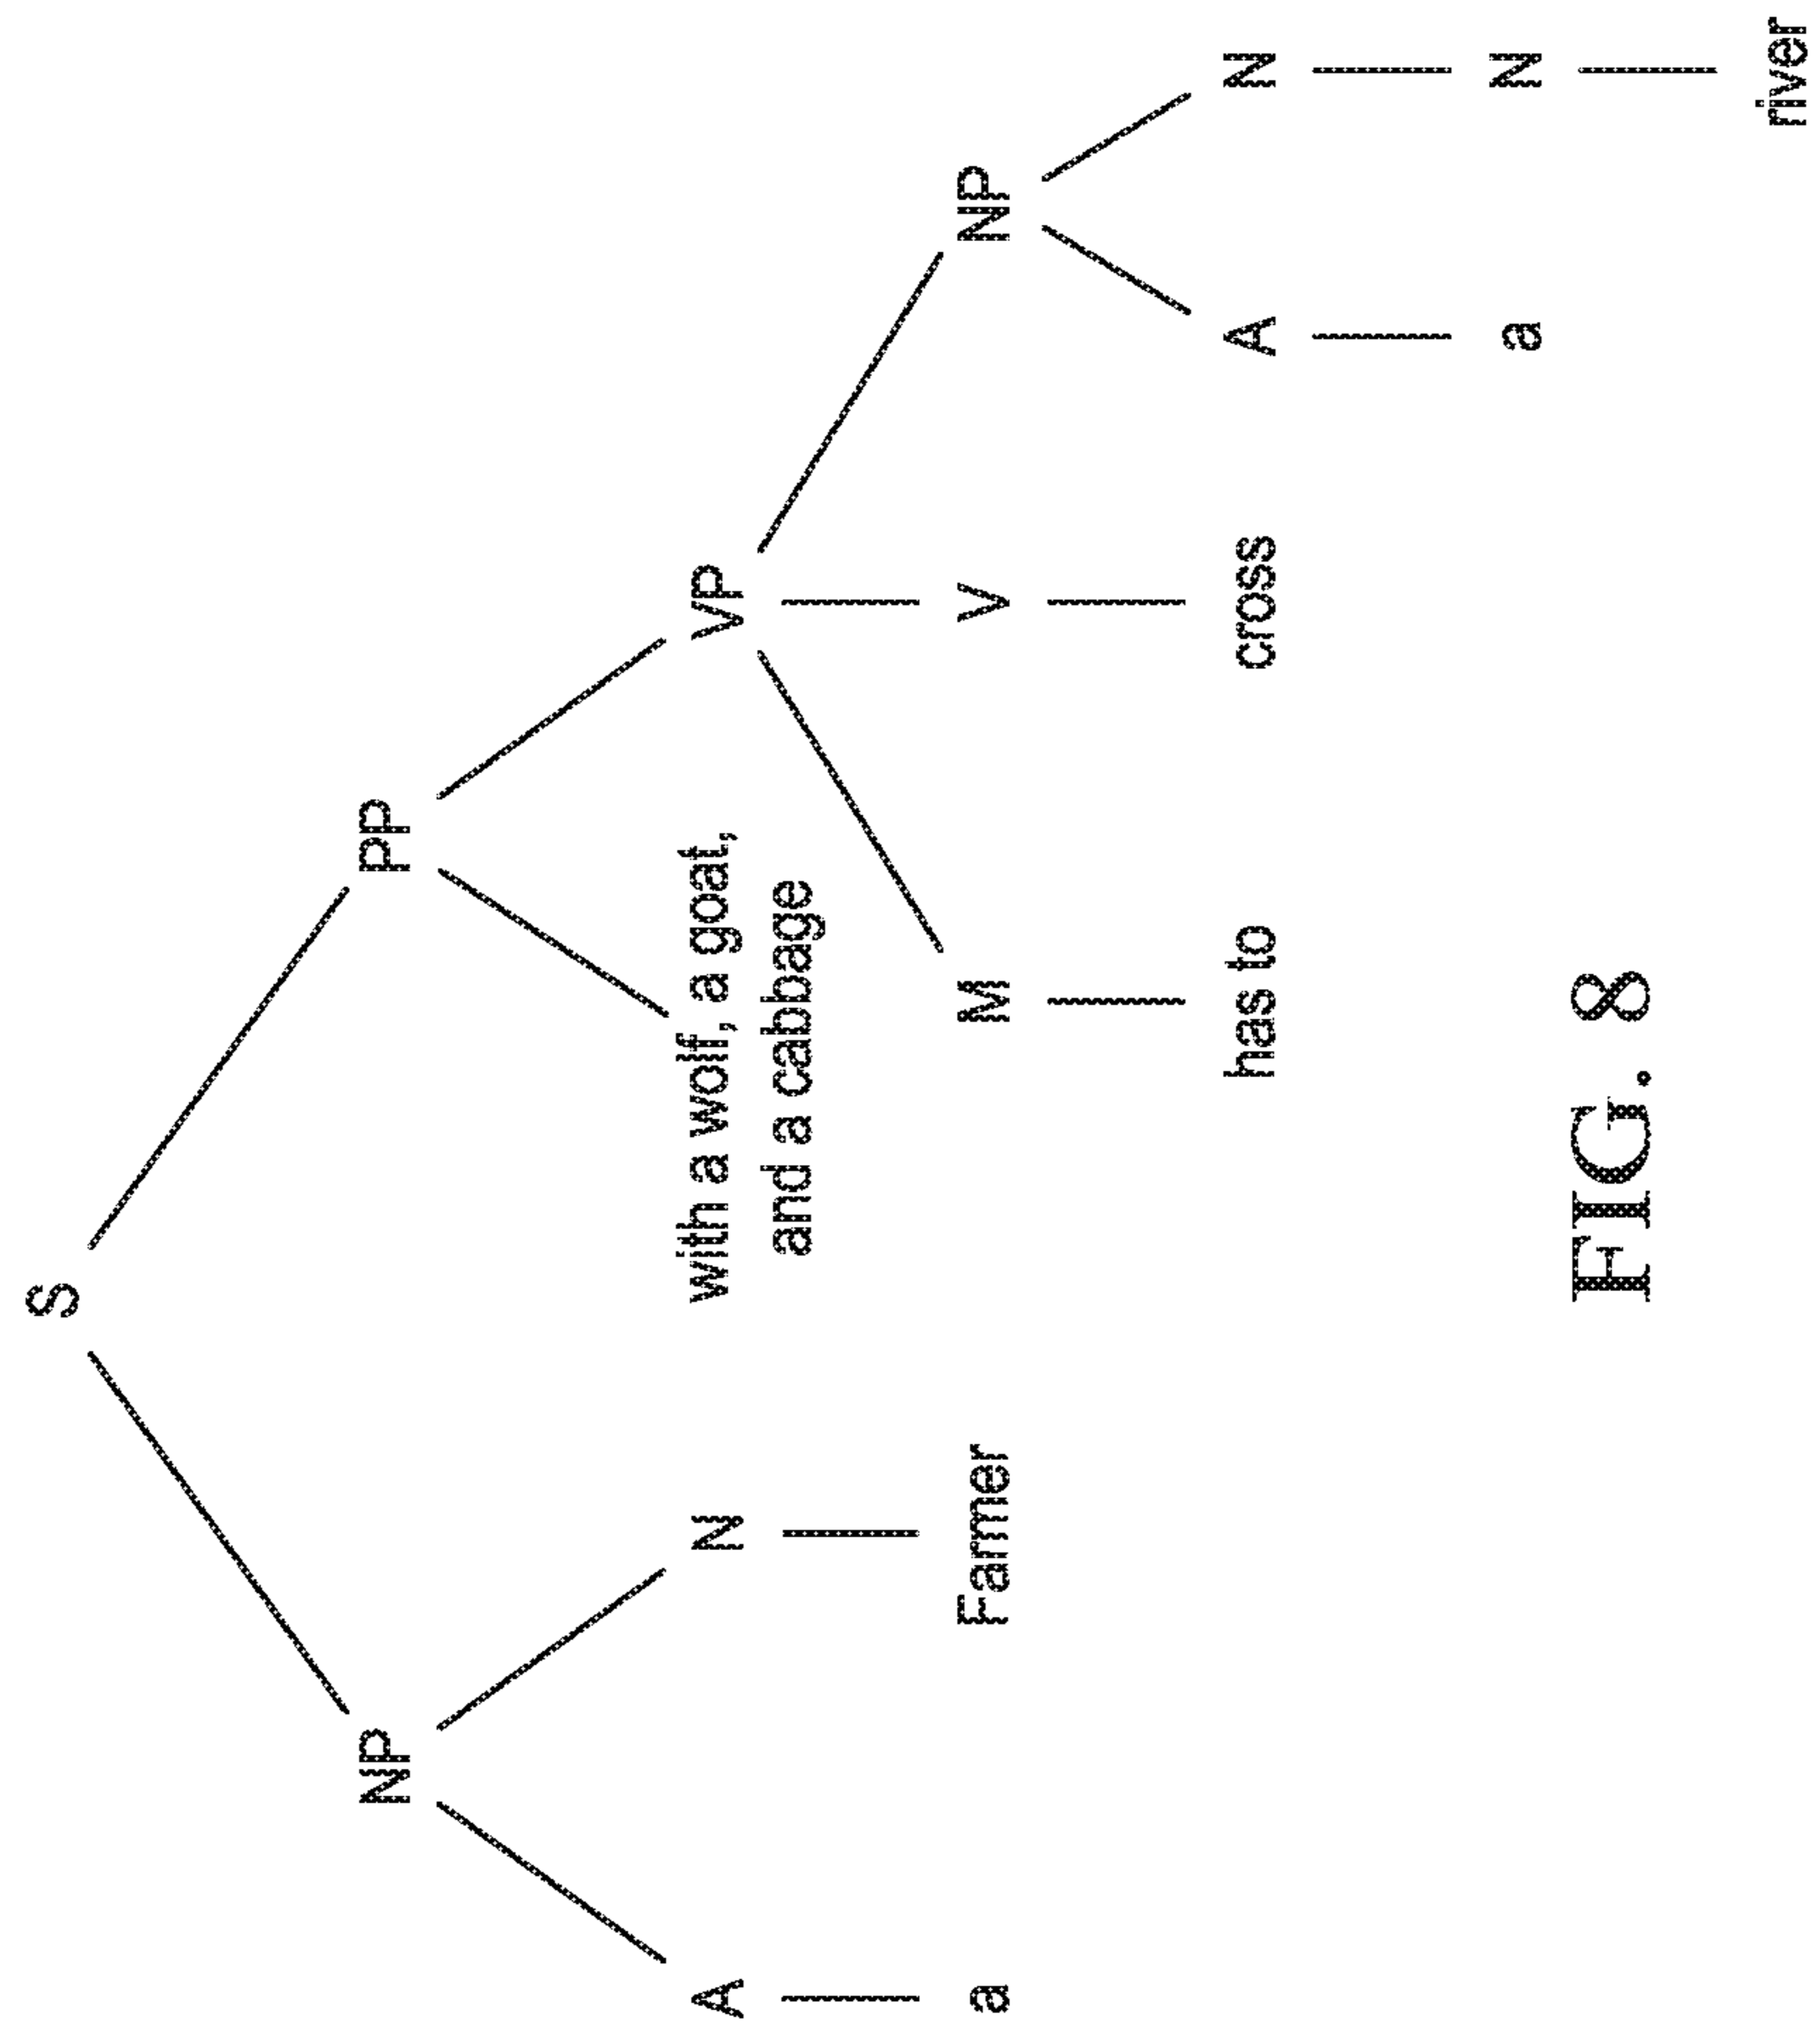 S
NP
PP
A
N
with a wolf, a goat,
and a cabbage
VP
a
Farmer
M
V
NP
has to
cross
A
N
a
N
river
FIG. 8